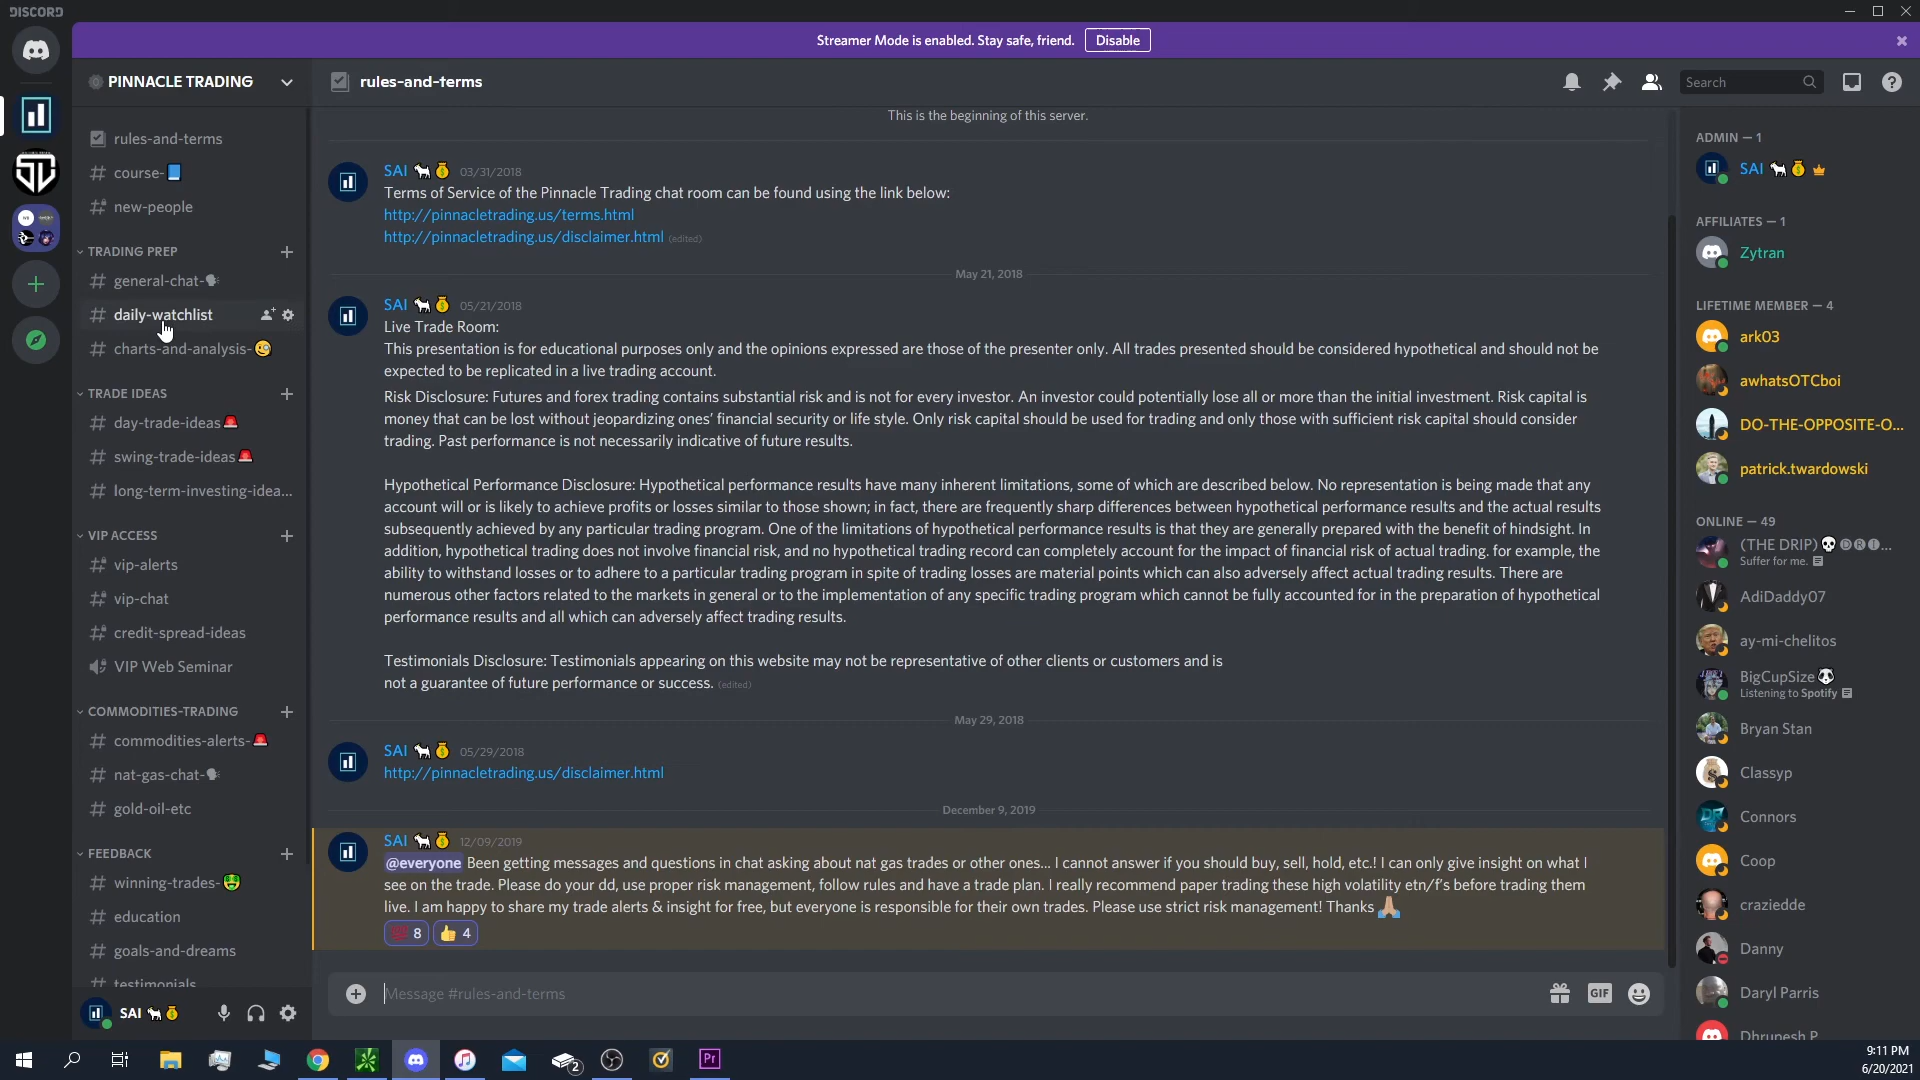 DISCORD
Streamer Mode is enabled. Stay safe, friend. Disable
PINNACLE TRADING
rules-and-terms
Search
rules-and-terms
course-📘
new-people
TRADING PREP
general-chat-🗣
daily-watchlist
charts-and-analysis-🧐
TRADE IDEAS
day-trade-ideas🚨
swing-trade-ideas🚨
long-term-investing-idea...
VIP ACCESS
vip-alerts
vip-chat
credit-spread-ideas
VIP Web Seminar
COMMODITIES-TRADING
commodities-alerts-🚨
nat-gas-chat-🗣
gold-oil-etc
FEEDBACK
winning-trades-🤑
education
goals-and-dreams
testimonials
SAI 🐪💰
This is the beginning of this server.
SAI 🐪💰 03/31/2018
Terms of Service of the Pinnacle Trading chat room can be found using the link below:
http://pinnacletrading.us/terms.html
http://pinnacletrading.us/disclaimer.html (edited)
May 21, 2018
SAI 🐪💰 05/21/2018
Live Trade Room:
This presentation is for educational purposes only and the opinions expressed are those of the presenter only. All trades presented should be considered hypothetical and should not be
expected to be replicated in a live trading account.
Risk Disclosure: Futures and forex trading contains substantial risk and is not for every investor. An investor could potentially lose all or more than the initial investment. Risk capital is
money that can be lost without jeopardizing ones' financial security or life style. Only risk capital should be used for trading and only those with sufficient risk capital should consider
trading. Past performance is not necessarily indicative of future results.
Hypothetical Performance Disclosure: Hypothetical performance results have many inherent limitations, some of which are described below. No representation is being made that any
account will or is likely to achieve profits or losses similar to those shown; in fact, there are frequently sharp differences between hypothetical performance results and the actual results
subsequently achieved by any particular trading program. One of the limitations of hypothetical performance results is that they are generally prepared with the benefit of hindsight. In
addition, hypothetical trading does not involve financial risk, and no hypothetical trading record can completely account for the impact of financial risk of actual trading. for example, the
ability to withstand losses or to adhere to a particular trading program in spite of trading losses are material points which can also adversely affect actual trading results. There are
numerous other factors related to the markets in general or to the implementation of any specific trading program which cannot be fully accounted for in the preparation of hypothetical
performance results and all which can adversely affect trading results.
Testimonials Disclosure: Testimonials appearing on this website may not be representative of other clients or customers and is
not a guarantee of future performance or success. (edited)
May 29, 2018
SAI 🐪💰 05/29/2018
http://pinnacletrading.us/disclaimer.html
December 9, 2019
SAI 🐪💰 12/09/2019
@everyone Been getting messages and questions in chat asking about nat gas trades or other ones... I cannot answer if you should buy, sell, hold, etc.! I can only give insight on what I
see on the trade. Please do your dd, use proper risk management, follow rules and have a trade plan. I really recommend paper trading these high volatility etn/f's before trading them
live. I am happy to share my trade alerts & insight for free, but everyone is responsible for their own trades. Please use strict risk management! Thanks 🙏🏼
💯 8 👍 4
Message #rules-and-terms
GIF
ADMIN — 1
SAI 🐪💰
AFFILIATES — 1
Zytran
LIFETIME MEMBER — 4
ark03
awhatsOTCboi
DO-THE-OPPOSITE-O...
patrick.twardowski
ONLINE — 49
(THE DRIP)💀ⒹⓇⒾ...
Suffer for me.
AdiDaddy07
ay-mi-chelitos
BigCupSize🐼
Listening to Spotify
Bryan Stan
Classyp
Connors
Coop
craziedde
Danny
Daryl Parris
Dhrupesh P
2
Pr
9:11 PM
6/20/2021